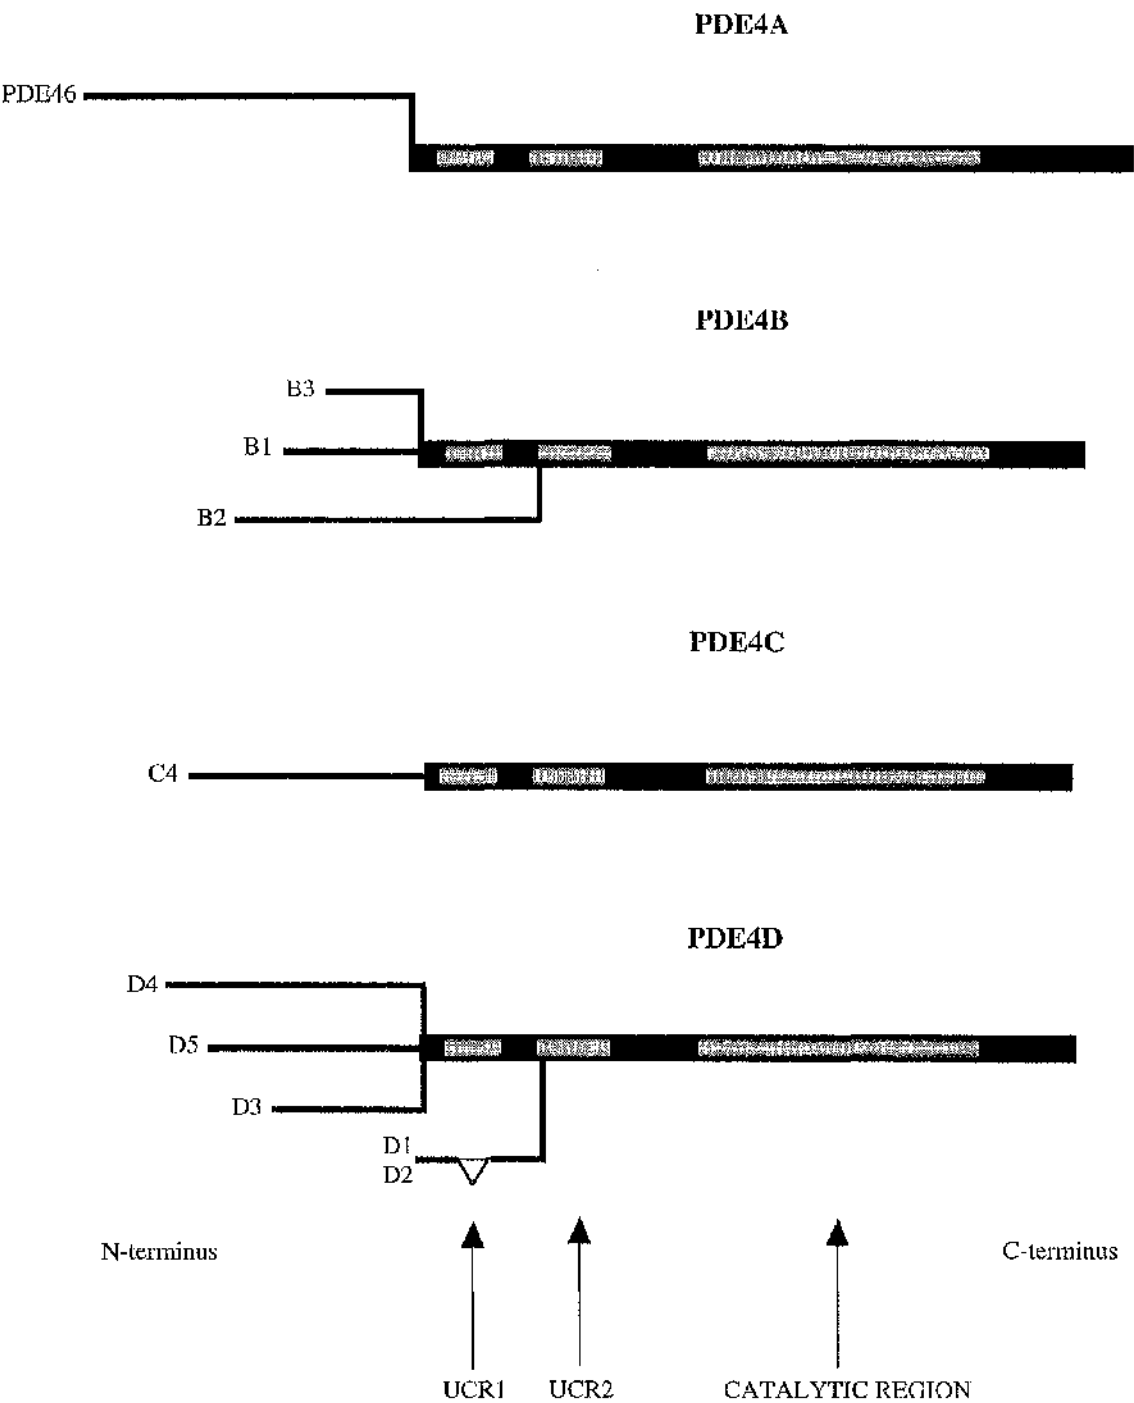 PDE4A
PDE46
PDE4B
B3
B1
B2
PDE4C
C4
PDE4D
D4
D5
D3
D1
D2
N-terminus
C-terminus
UCR1
UCR2
CATALYTIC REGION